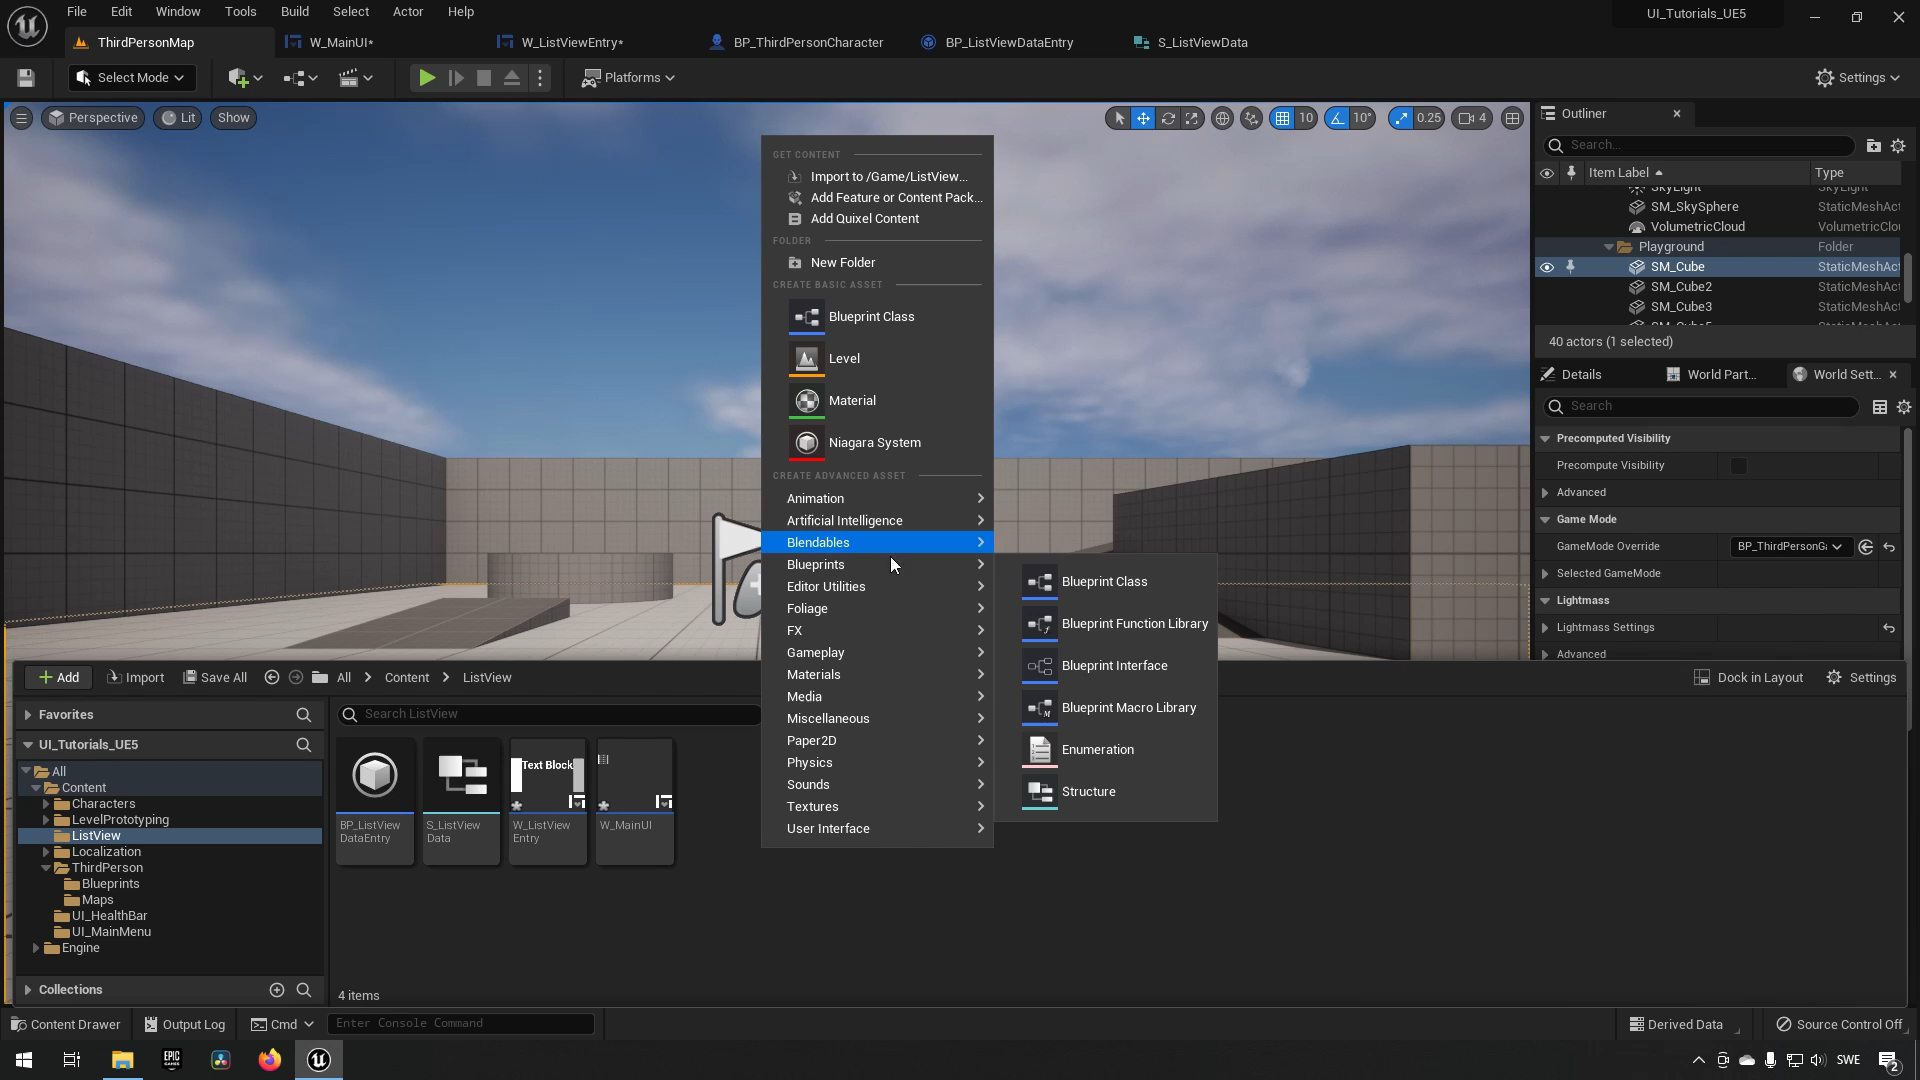 File Edit Window Tools Build Select Actor Help
UI_Tutorials_UE5
ThirdPersonMap
W_MainUI*
W_ListViewEntry*
BP_ThirdPersonCharacter
BP_ListViewDataEntry
S_ListViewData
Select Mode
Platforms
Settings
Perspective
Lit
Show
10
10°
0.25
4
GET CONTENT
Import to /Game/ListView...
Add Feature or Content Pack...
Add Quixel Content
FOLDER
New Folder
CREATE BASIC ASSET
Blueprint Class
Level
Material
Niagara System
CREATE ADVANCED ASSET
Animation
Artificial Intelligence
Blendables
Blueprints
Editor Utilities
Foliage
FX
Gameplay
Materials
Media
Miscellaneous
Paper2D
Physics
Sounds
Textures
User Interface
Blueprint Class
Blueprint Function Library
Blueprint Interface
Blueprint Macro Library
Enumeration
Structure
Outliner
Search...
Item Label Type
SkyLight SkyLight
SM_SkySphere StaticMeshAct
VolumetricCloud VolumetricClou
Playground Folder
SM_Cube StaticMeshAct
SM_Cube2 StaticMeshAct
SM_Cube3 StaticMeshAct
SM_Cube5 StaticMeshAct
40 actors (1 selected)
Details
World Part...
World Sett...
Search
Precomputed Visibility
Precompute Visibility
Advanced
Game Mode
GameMode Override BP_ThirdPersonGa
Selected GameMode
Lightmass
Lightmass Settings
Advanced
Add
Import
Save All
All
Content
ListView
Dock in Layout
Settings
Favorites
UI_Tutorials_UE5
All
Content
Characters
LevelPrototyping
ListView
Localization
ThirdPerson
Blueprints
Maps
UI_HealthBar
UI_MainMenu
Engine
Collections
Search ListView
Text Block
BP_ListView
DataEntry
S_ListView
Data
W_ListView
Entry
W_MainUI
4 items
Content Drawer
Output Log
Cmd
Enter Console Command
Derived Data
Source Control Off
EPIC
GAMES
SWE
2